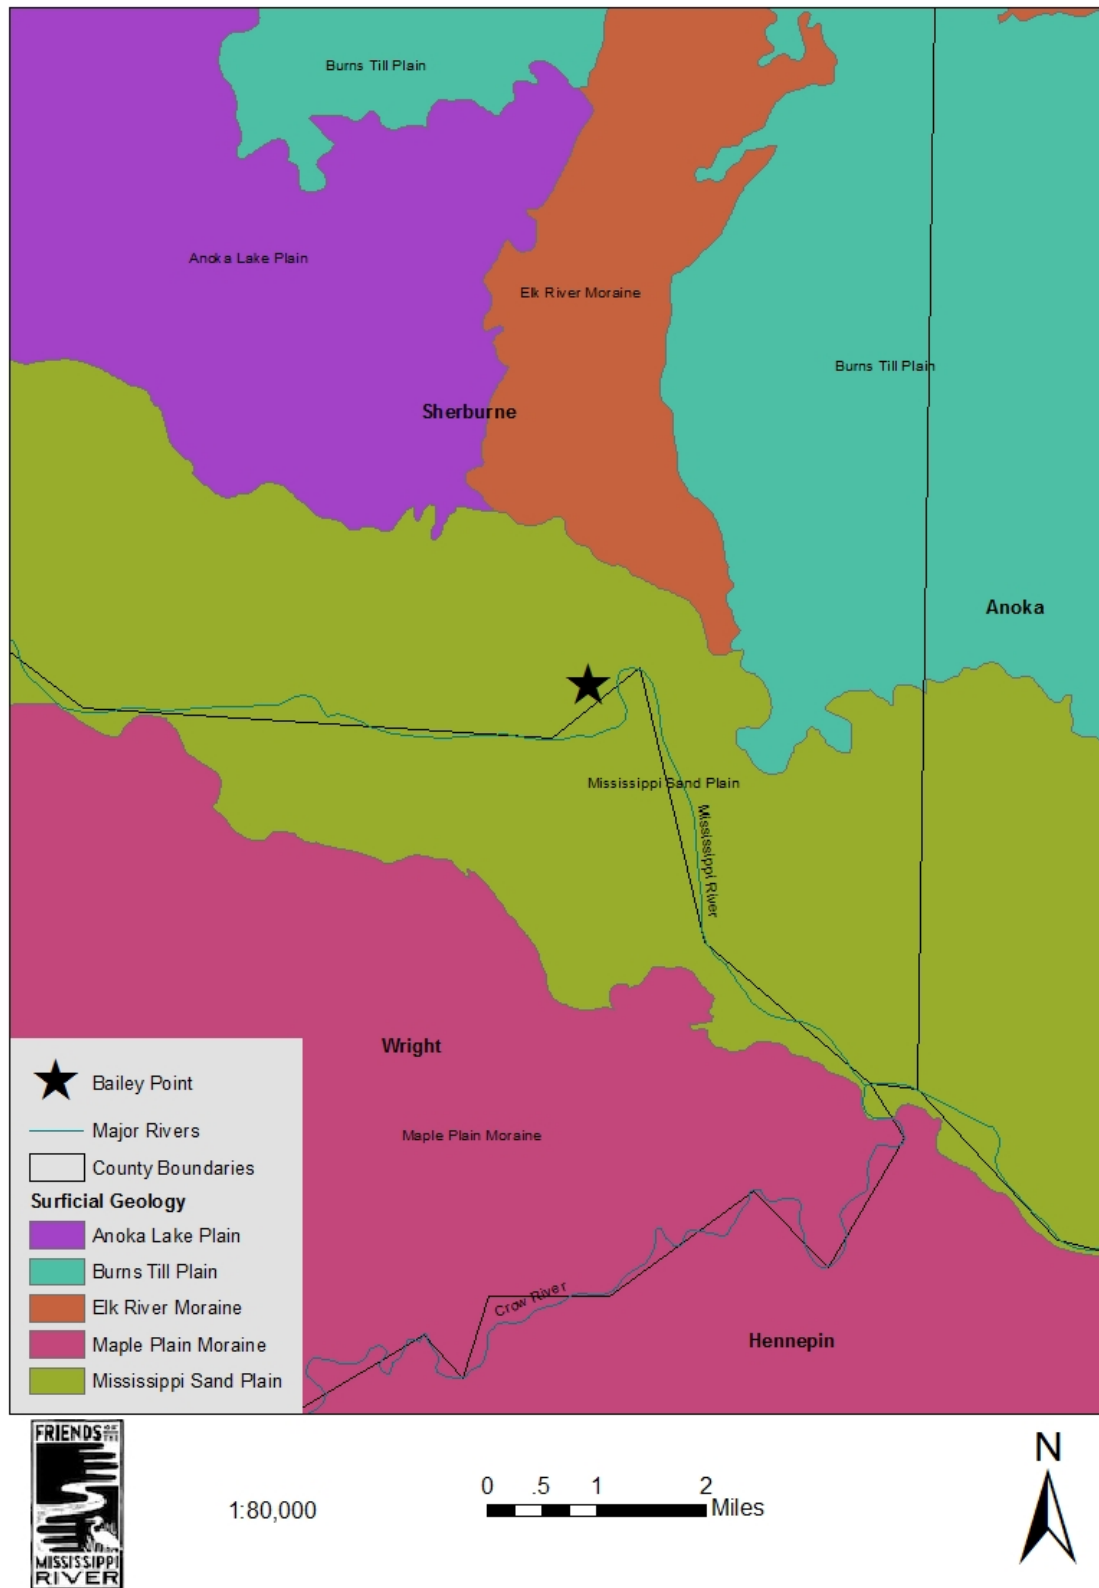 Burns Till Plain
Anoka Lake Plain
Elk River Moraine
Burns Till Plain
Sherburne
Anoka
Mississippi Sand Plain
Mississippi River
Wright
Maple Plain Moraine
Crow River
Hennepin
Bailey Point
Major Rivers
County Boundaries
Surficial Geology
Anoka Lake Plain
Burns Till Plain
Elk River Moraine
Maple Plain Moraine
Mississippi Sand Plain
FRIENDS OF THE
MISSISSIPPI
RIVER
1:80,000
0 .5 1 2
Miles
N